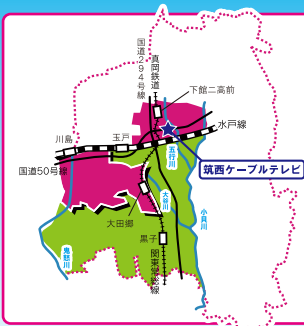 国道294号線
真岡鉄道
下館二高前
水戸線
川島
玉戸
五行川
国道50号線
筑西ケーブルテレビ
大谷川
小貝川
大田郷
黒子
鬼怒川
関東常総線